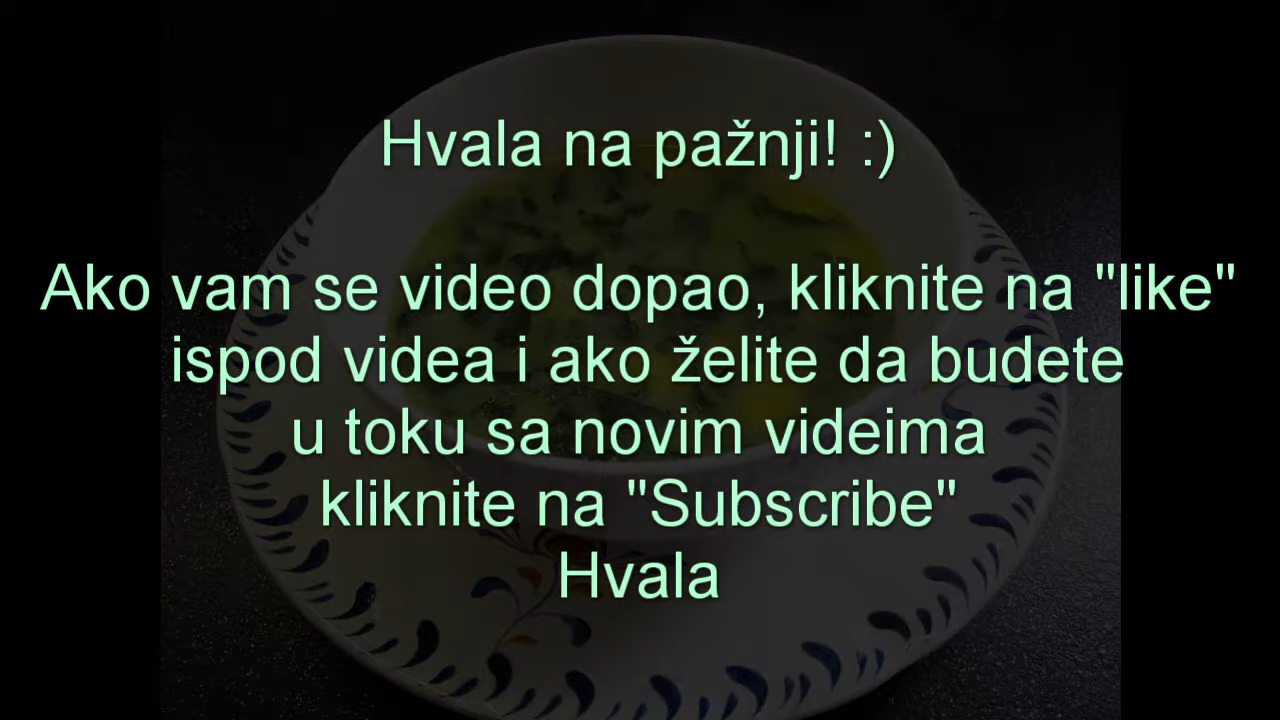 Hvala na pažnji! :)
Ako vam se video dopao, kliknite na "like"
ispod videa i ako želite da budete
u toku sa novim videima
kliknite na "Subscribe"
Hvala